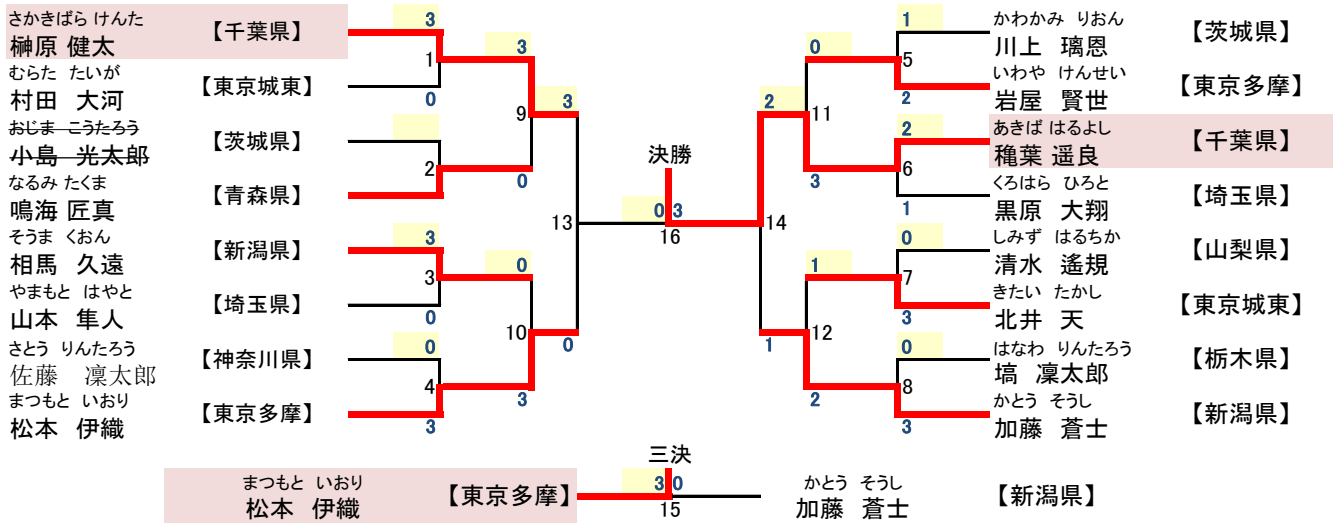 さかきばら けんた
榊原 健太
【千葉県】
3
1
むらた たいが
村田 大河
【東京城東】
0
3
9
おじま こうたろう
小島 光太郎
【茨城県】
2
なるみ たくま
鳴海 匠真
【青森県】
0
3
13
そうま くおん
相馬 久遠
【新潟県】
3
3
やまもと はやと
山本 隼人
【埼玉県】
0
0
10
さとう りんたろう
佐藤 凜太郎
【神奈川県】
0
4
まつもと いおり
松本 伊織
【東京多摩】
3
3
0
決勝
0 3
16
かわかみ りおん
川上 璃恩
【茨城県】
1
5
いわや けんせい
岩屋 賢世
【東京多摩】
2
0
11
あきば はるよし
穐葉 遥良
【千葉県】
2
6
くろはら ひろと
黒原 大翔
【埼玉県】
1
3
2
14
しみず はるちか
清水 遙規
【山梨県】
0
7
きたい たかし
北井 天
【東京城東】
3
1
12
はなわ りんたろう
塙 凜太郎
【栃木県】
0
8
かとう そうし
加藤 蒼士
【新潟県】
3
2
1
三決
まつもと いおり
松本 伊織
【東京多摩】
3 0
15
かとう そうし
加藤 蒼士
【新潟県】